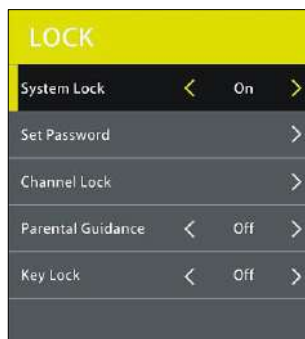 LOCK
System Lock < On >
Set Password >
Channel Lock >
Parental Guidance < Off >
Key Lock < Off >